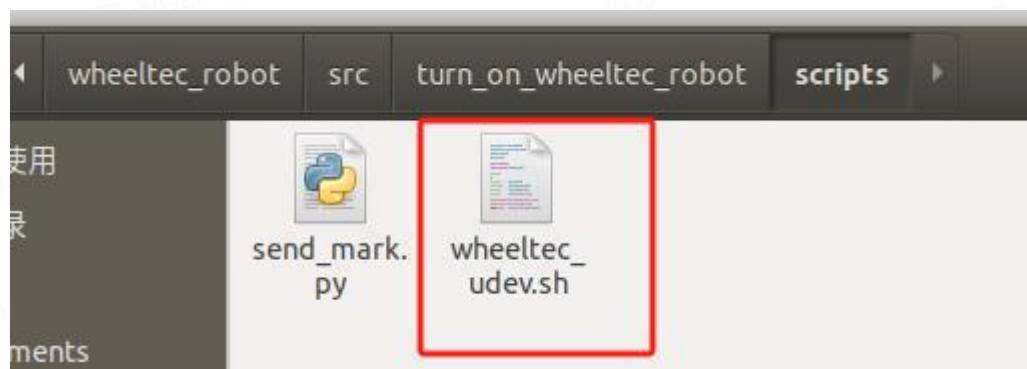 wheeltec_robot src turn_on_wheeltec_robot scripts
使用
录
ments
send_mark.
py
wheeltec_
udev.sh